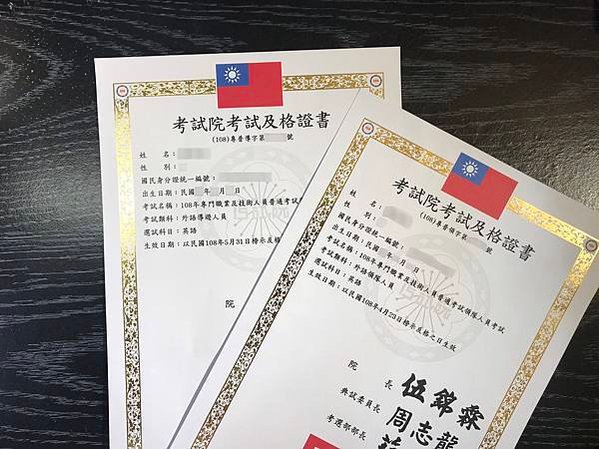 考試院考試及格證書
(108)專普導字第 號
姓 名：
性 別：
國民身分證統一編號：
出生日期：民國 年 月 日
考試名稱：108年專門職業及技術人員普通考試
考試類科：外語導遊人員
選試科目：英語
生效日期：以民國108年5月31日榜示及格
院
考試院考試及格證書
(108)專普領字第 號
姓 名：
性 別：
國民身分證統一編號：
出生日期：民國 年 月 日
考試名稱：108年專門職業及技術人員普通考試領隊人員考試
考試類科：外語領隊人員
選試科目：英語
生效日期：以民國108年4月23日榜示及格之日生效
院 長 伍錦霖
典試委員長 周志龍
考選部部長